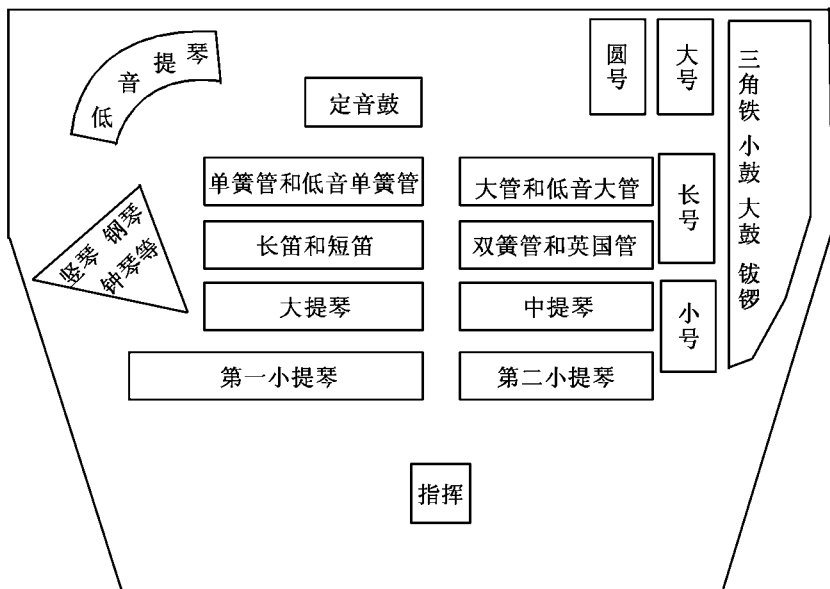 低音提琴
定音鼓
圆号
大号
三角铁 小鼓 大鼓 钹锣
单簧管和低音单簧管
大管和低音大管
长号
竖琴 钢琴
钟琴等
长笛和短笛
双簧管和英国管
大提琴
中提琴
小号
第一小提琴
第二小提琴
指挥